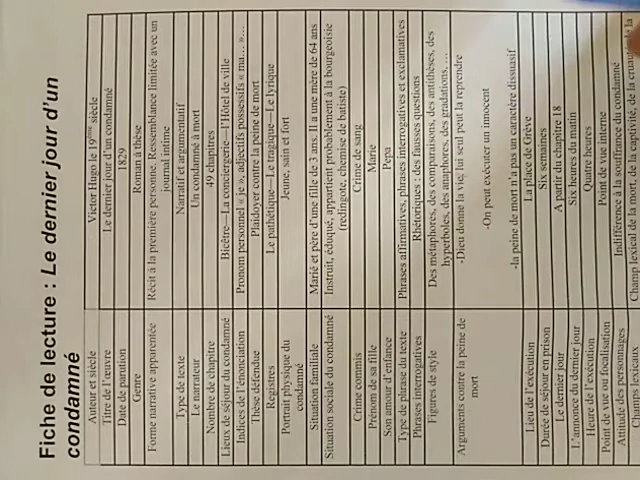 Fiche de lecture : Le dernier jour d'un
condamné
Auteur et siècle Victor Hugo le 19ème siècle
Titre de l'œuvre Le dernier jour d'un condamné
Date de parution 1829
Genre Roman à thèse
Forme narrative apparentée Récit à la première personne. Ressemblance limitée avec un
journal intime
Type de texte Narratif et argumentatif
Le narrateur Un condamné à mort
Nombre de chapitre 49 chapitres
Lieux de séjour du condamné Bicêtre—La conciergerie—l'Hôtel de ville
Indices de l'énonciation Pronom personnel « je », adjectifs possessifs « ma... »...
Thèse défendue Plaidoyer contre la peine de mort
Registres Le pathétique—Le tragique—Le lyrique
Portrait physique du Jeune, sain et fort
condamné
Situation familiale Marié et père d'une fille de 3 ans. Il a une mère de 64 ans
Situation sociale du condamné Instruit, éduqué, appartient probablement à la bourgeoisie
(redingote, chemise de batiste)
Crime commis Crime de sang
Prénom de sa fille Marie
Son amour d'enfance Pepa
Type de phrase du texte Phrases affirmatives, phrases interrogatives et exclamatives
Phrases interrogatives Rhétoriques : des fausses questions
Figures de style Des métaphores, des comparaisons, des antithèses, des
hyperboles, des anaphores, des gradations, ...
Arguments contre la peine de -Dieu donne la vie; lui seul peut la reprendre
mort
-On peut exécuter un innocent
-la peine de mort n'a pas un caractère dissuasif
Lieu de l'exécution La place de Grève
Durée de séjour en prison Six semaines
Le dernier jour A partir du chapitre 18
L'annonce du dernier jour Six heures du matin
Heure de l'exécution Quatre heures
Point de vue ou focalisation Point de vue interne
Attitude des personnages Indifférence à la souffrance du condamné
Champs lexicaux Champ lexical de la mort, de la captivité, de la cruauté, de la